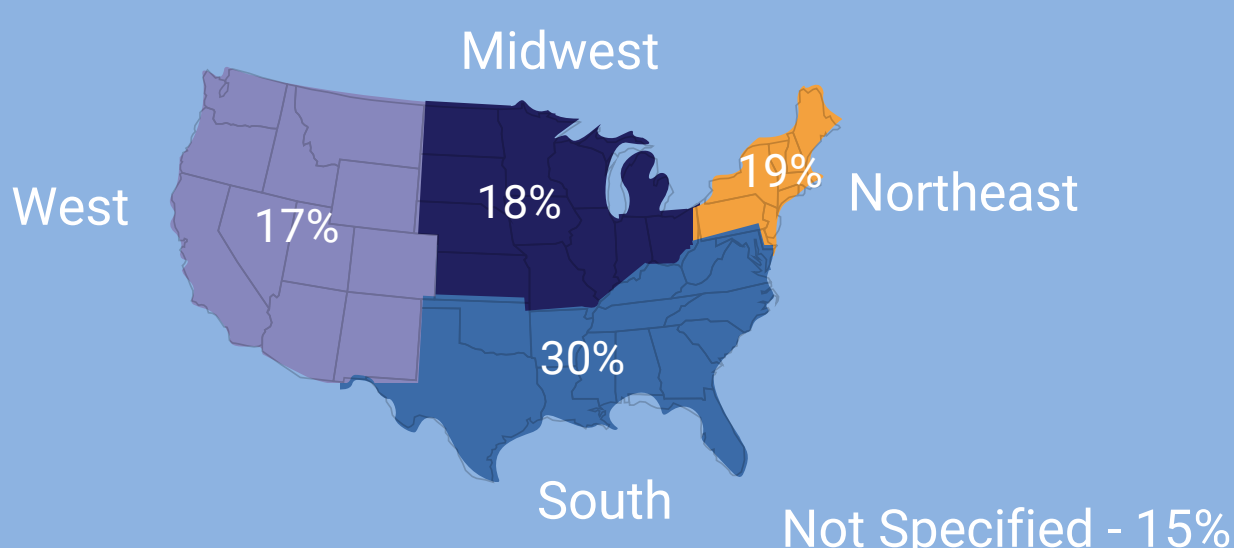 Midwest
19%
West
18%
Northeast
17%
30%
South
Not Specified - 15%